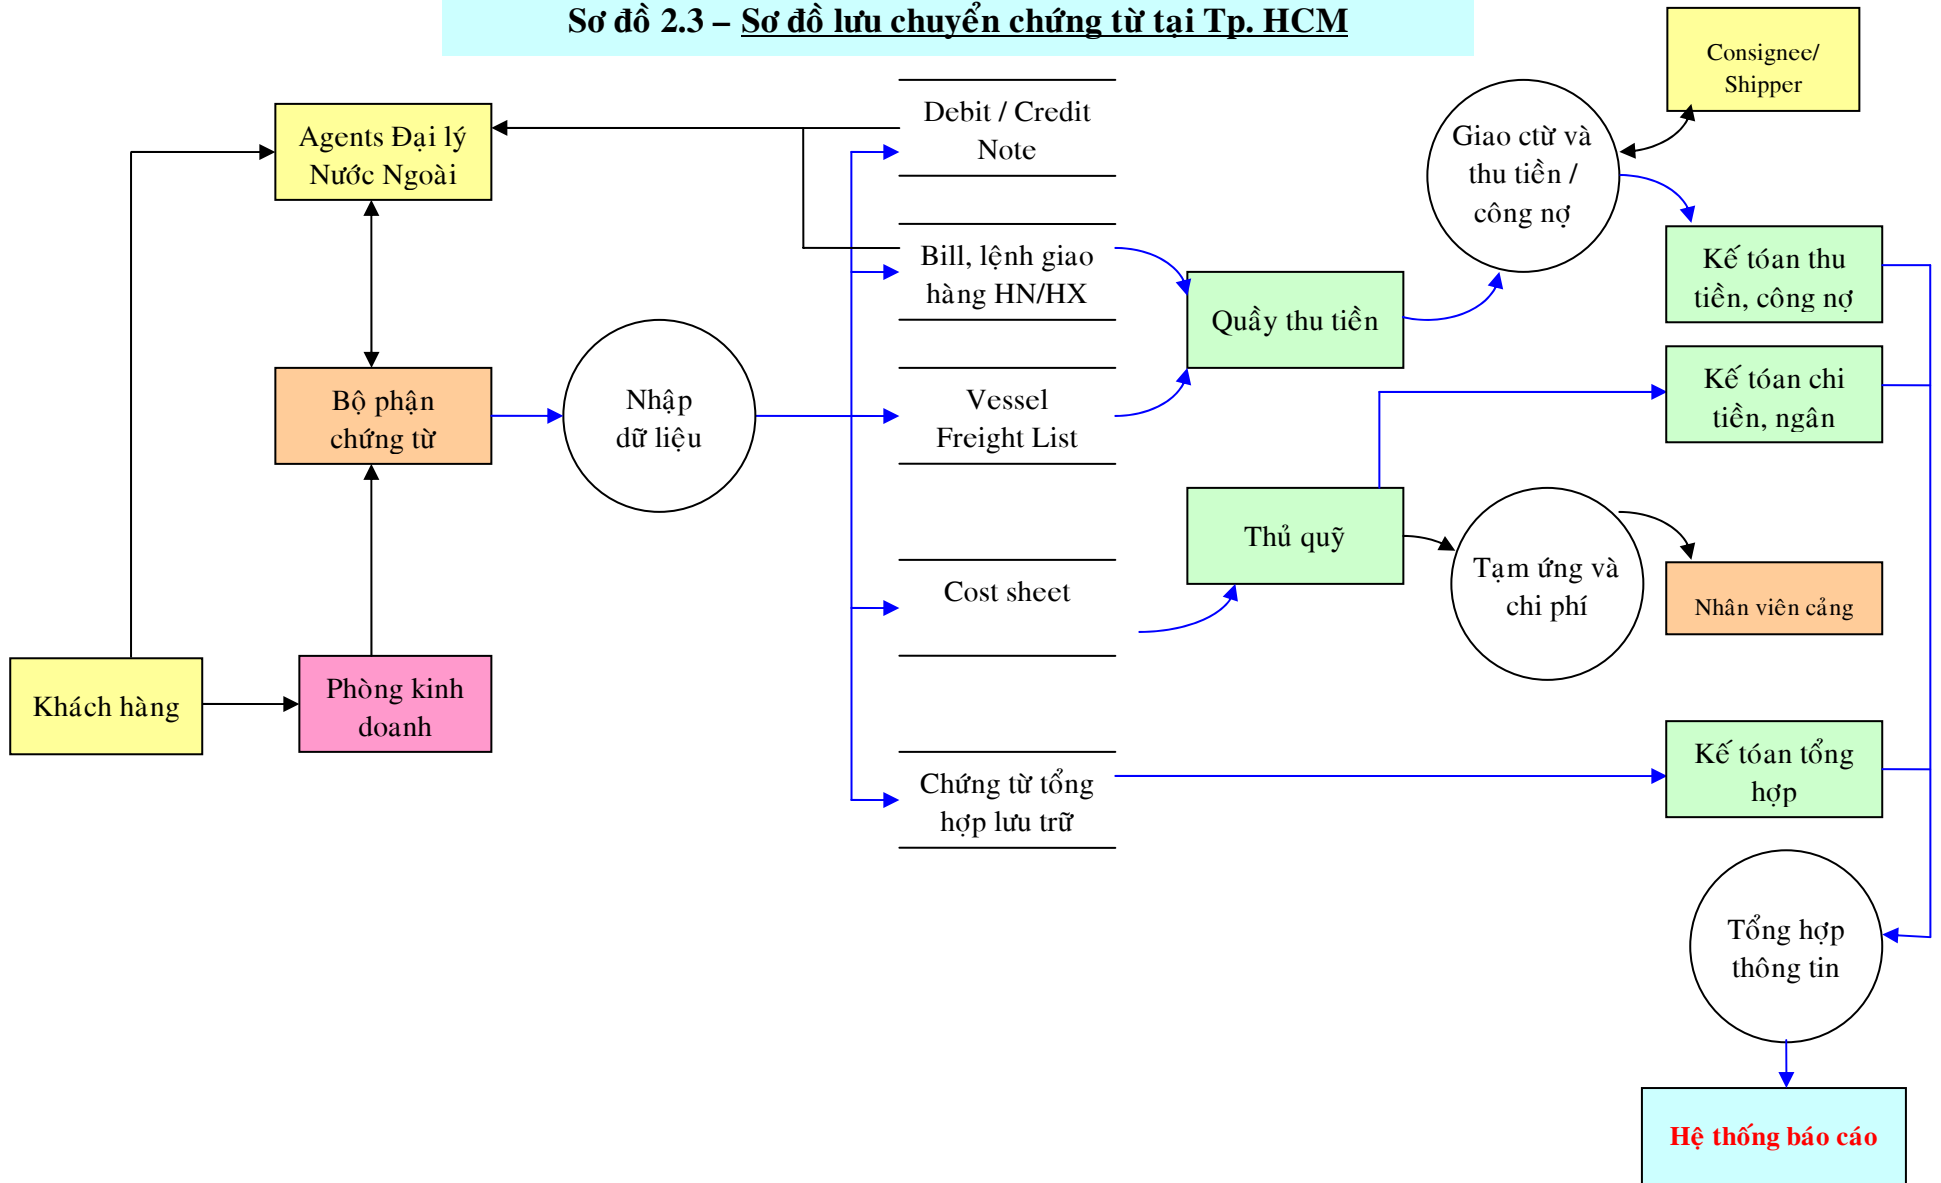 Sơ đồ 2.3 – Sơ đồ lưu chuyển chứng từ tại Tp. HCM
Consignee/
Shipper
Agents Đại lý
Nước Ngoài
Debit / Credit
Note
Giao ctừ và
thu tiền /
công nợ
Bill, lệnh giao
hàng HN/HX
Quầy thu tiền
Kế tóan thu
tiền, công nợ
Bộ phận
chứng từ
Nhập
dữ liệu
Vessel
Freight List
Kế tóan chi
tiền, ngân
Thủ quỹ
Cost sheet
Tạm ứng và
chi phí
Nhân viên cảng
Khách hàng
Phòng kinh
doanh
Chứng từ tổng
hợp lưu trữ
Kế tóan tổng
hợp
Tổng hợp
thông tin
Hệ thống báo cáo